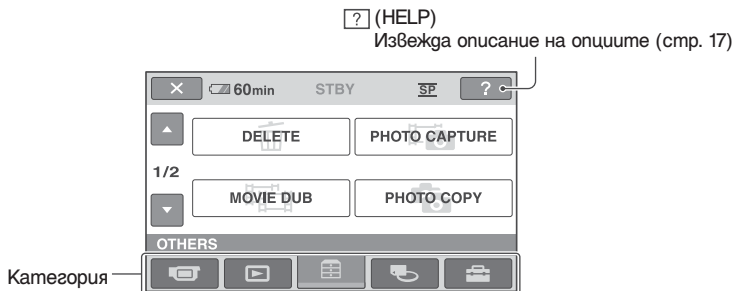 ? (HELP)
Извежда описание на опциите (стр. 17)
60min STBY SP ?
DELETE PHOTO CAPTURE
1/2
MOVIE DUB PHOTO COPY
OTHERS
Категория